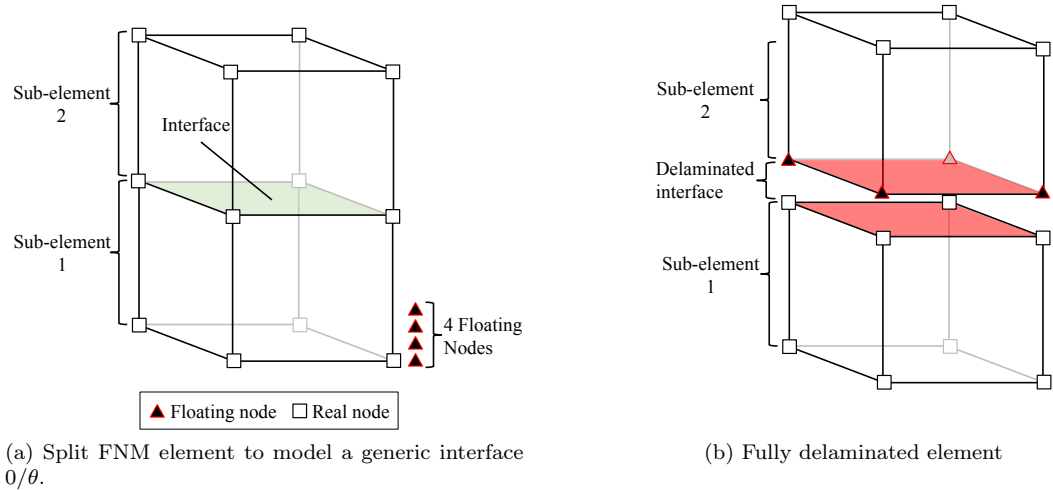 Sub-element
2
Interface
Sub-element
1
4 Floating
Nodes
Floating node
Real node
(a) Split FNM element to model a generic interface
0/θ.
Sub-element
2
Delaminated
interface
Sub-element
1
(b) Fully delaminated element